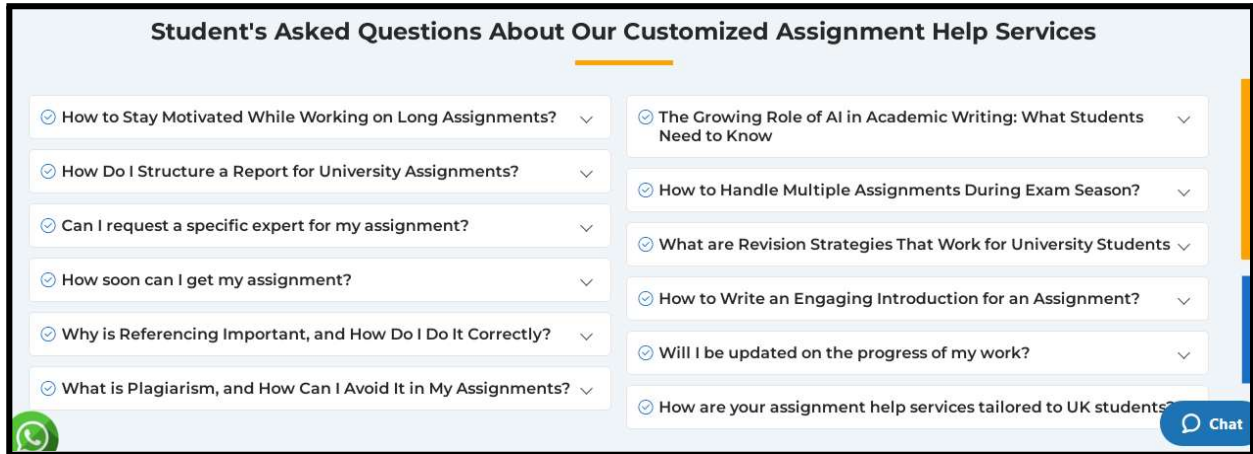 Student's Asked Questions About Our Customized Assignment Help Services
How to Stay Motivated While Working on Long Assignments?
How Do I Structure a Report for University Assignments?
Can I request a specific expert for my assignment?
How soon can I get my assignment?
Why is Referencing Important, and How Do I Do It Correctly?
What is Plagiarism, and How Can I Avoid It in My Assignments?
The Growing Role of AI in Academic Writing: What Students
Need to Know
How to Handle Multiple Assignments During Exam Season?
What are Revision Strategies That Work for University Students
How to Write an Engaging Introduction for an Assignment?
Will I be updated on the progress of my work?
How are your assignment help services tailored to UK students?
Chat